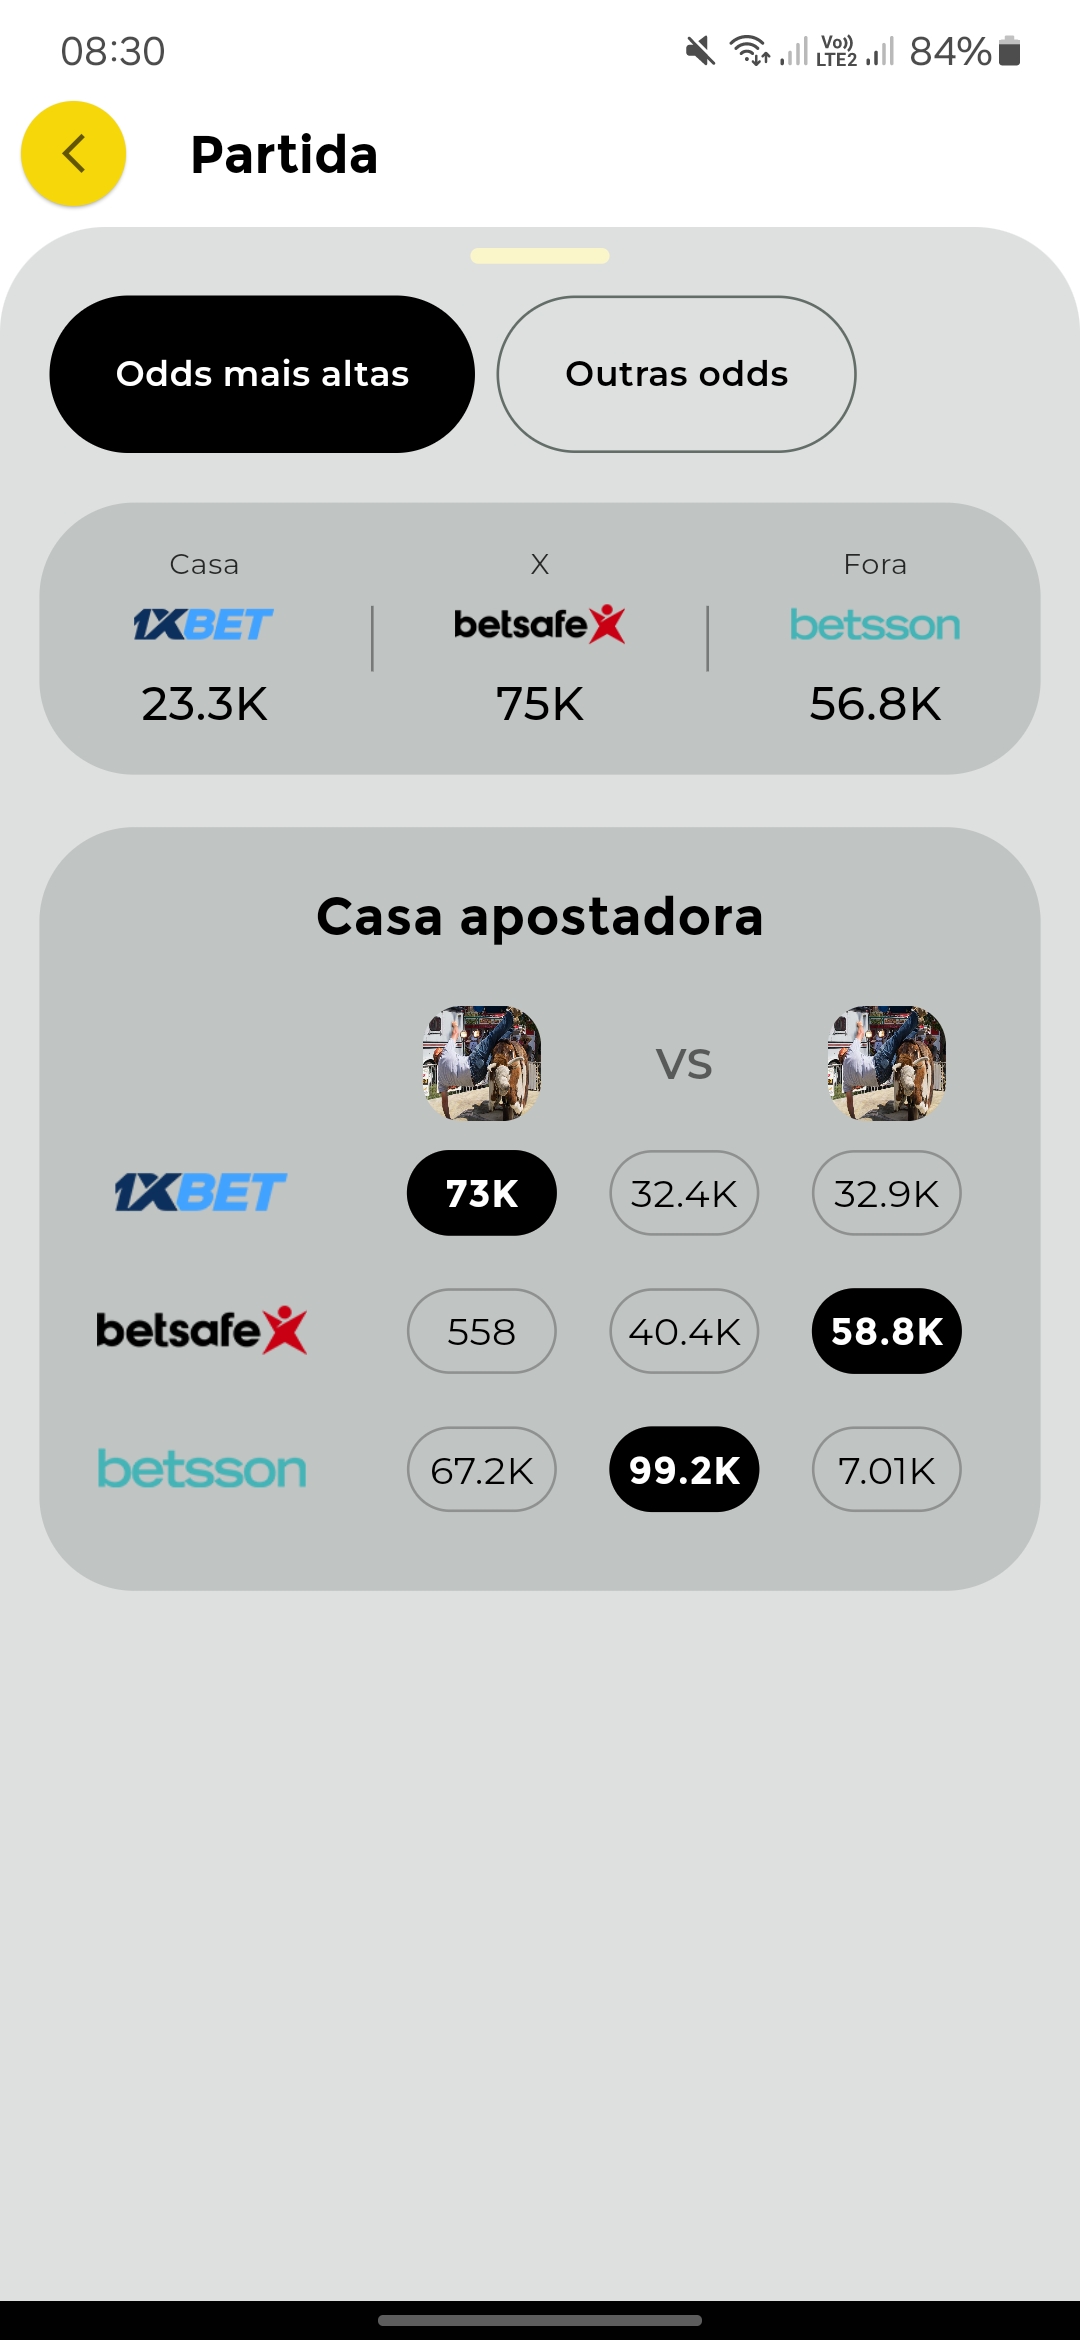 08:30 Vo)) LTE2 84%
Partida
Odds mais altas Outras odds
Casa X Fora
1XBET betsafe betsson
23.3K 75K 56.8K
Casa apostadora
VS
1XBET 73K 32.4K 32.9K
betsafe 558 40.4K 58.8K
betsson 67.2K 99.2K 7.01K